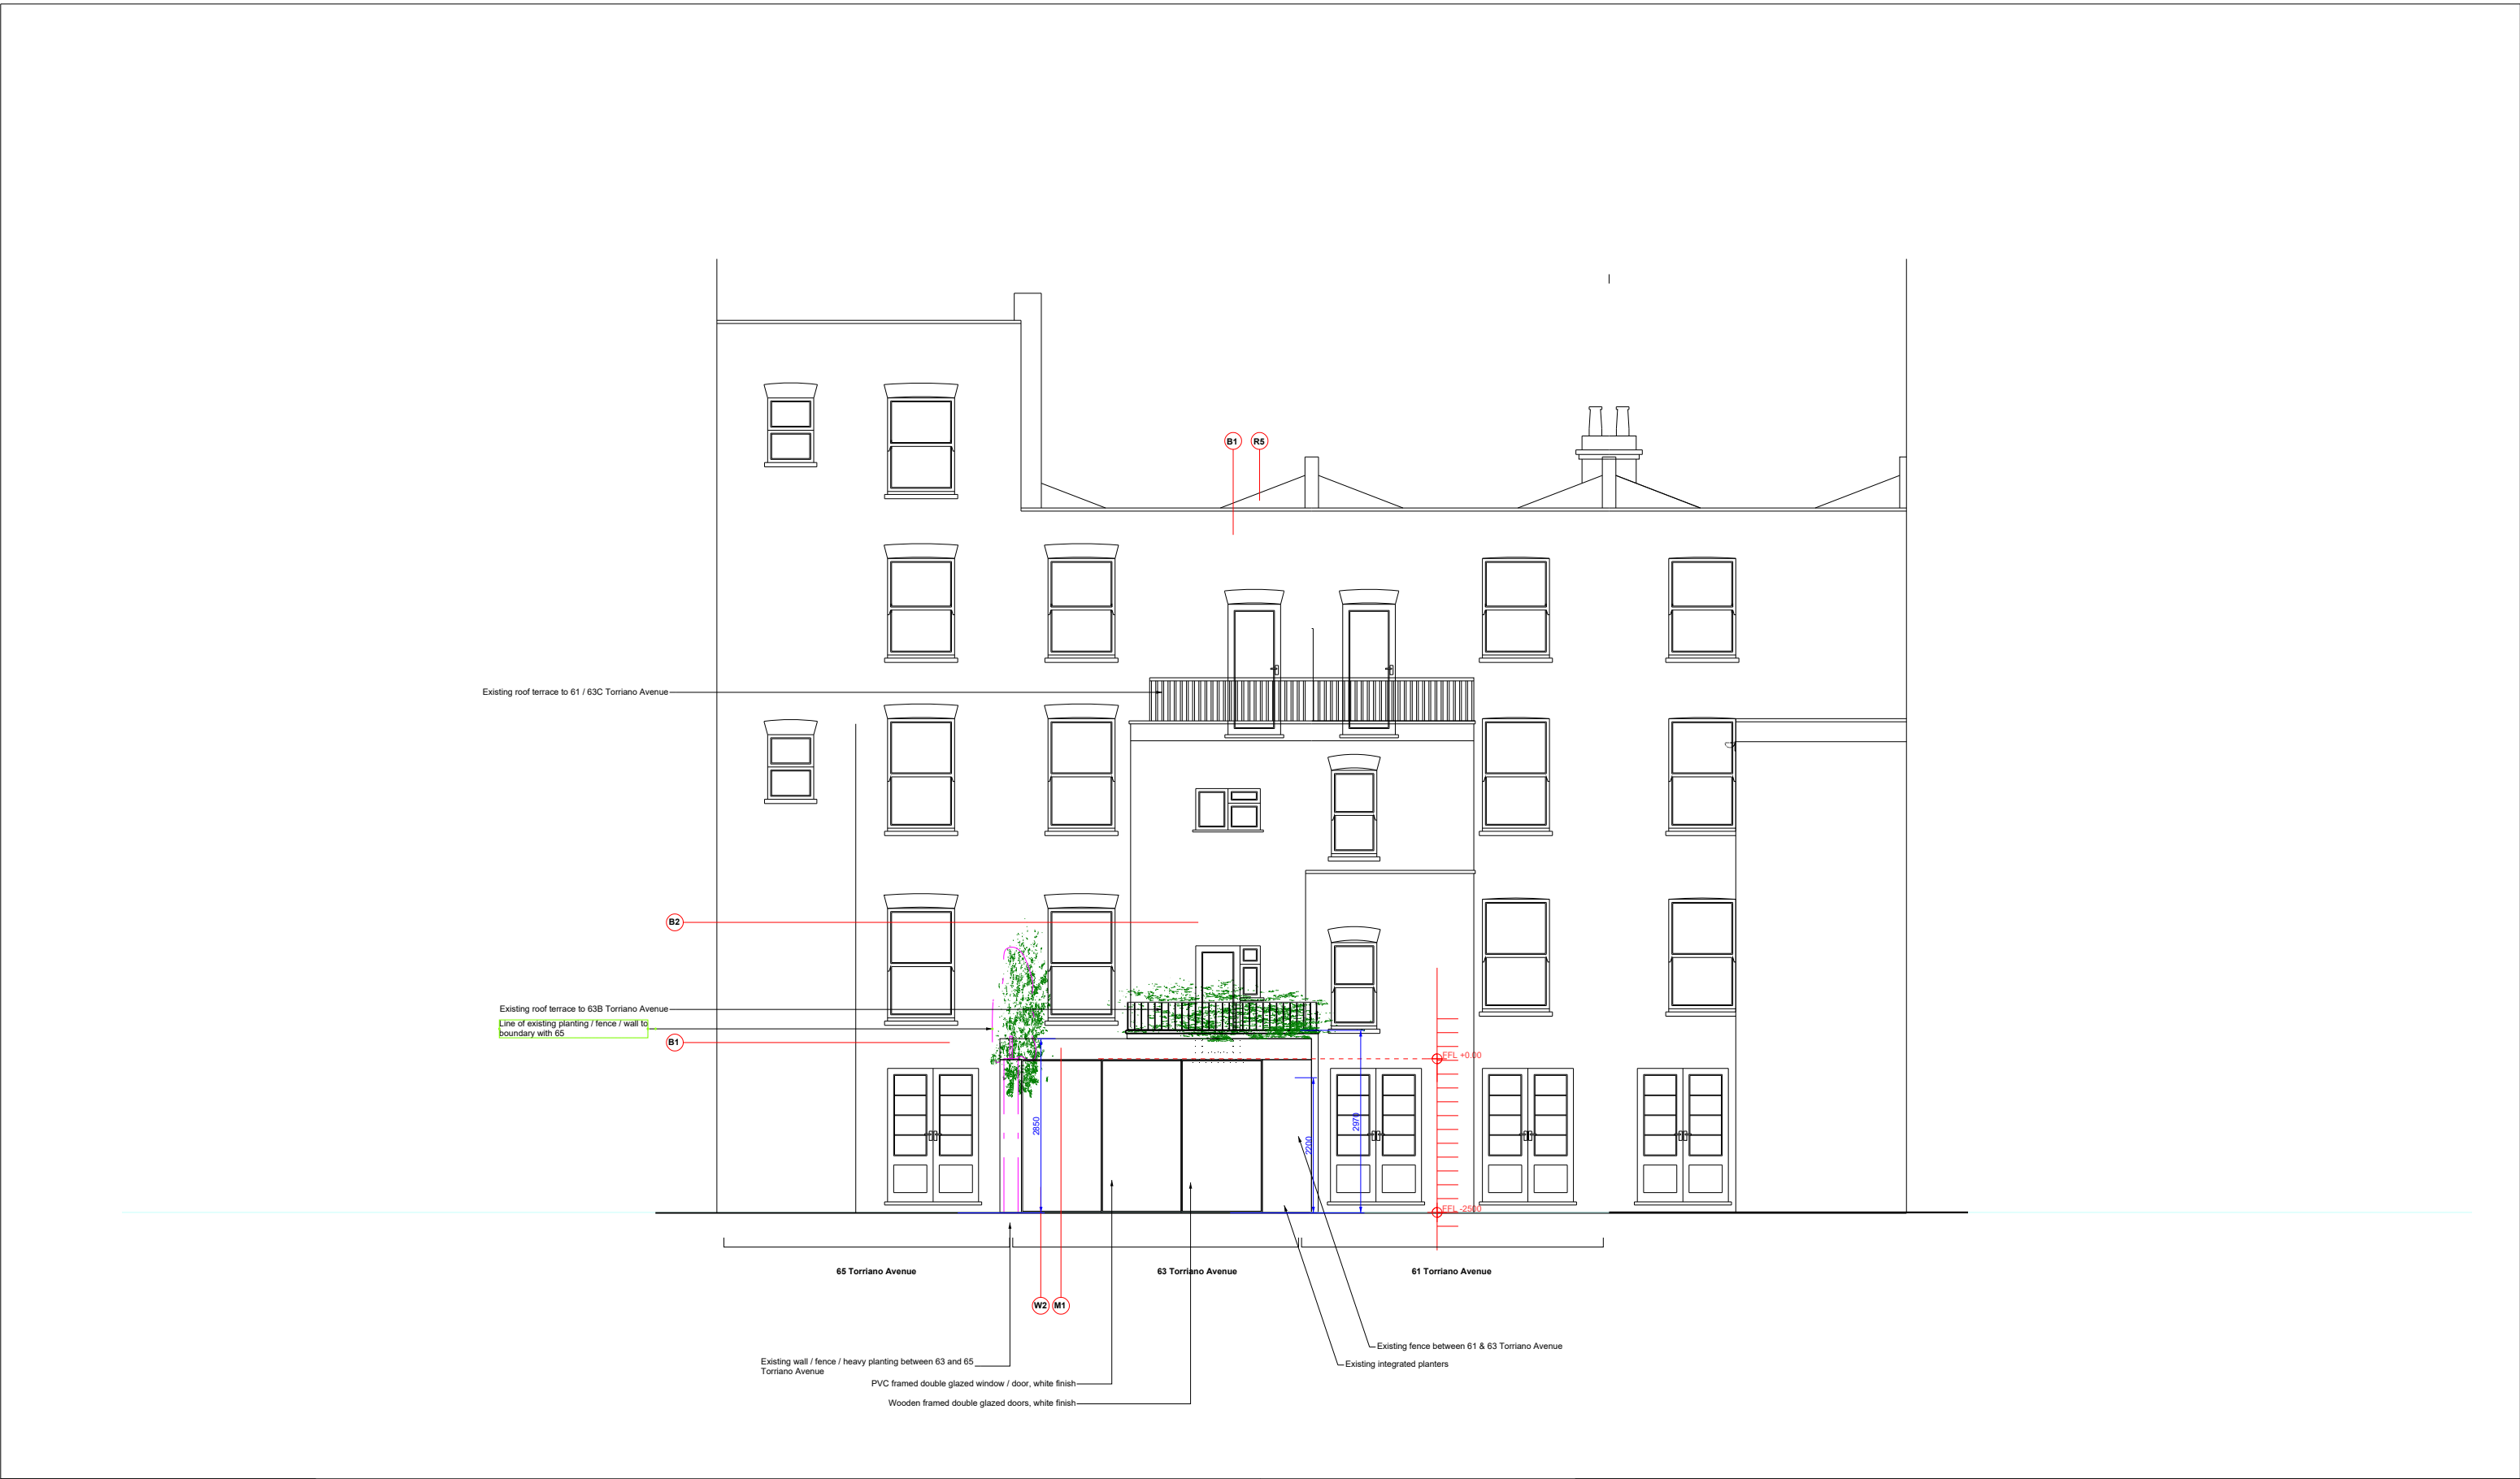 B1 R5
Existing roof terrace to 61 / 63C Torriano Avenue
B2
Existing roof terrace to 63B Torriano Avenue
Line of existing planting / fence / wall to
boundary with 65
B1
FFL +0.00
2850
2200
2970
FFL -2500
65 Torriano Avenue
63 Torriano Avenue
61 Torriano Avenue
W2 M1
Existing fence between 61 & 63 Torriano Avenue
Existing wall / fence / heavy planting between 63 and 65
Torriano Avenue
Existing integrated planters
PVC framed double glazed window / door, white finish
Wooden framed double glazed doors, white finish